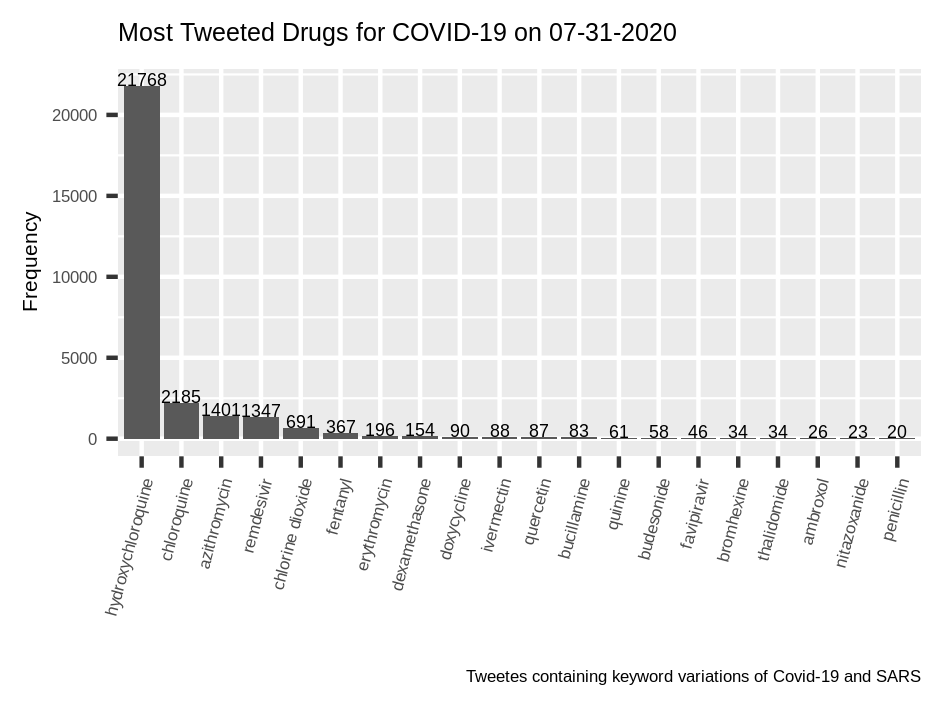 Most Tweeted Drugs for COVID-19 on 07-31-2020
Frequency
20000
15000
10000
5000
0
21768
2185
1401
1347
691
367
196
154
90
88
87
83
61
58
46
34
34
26
23
20
hydroxychloroquine
chloroquine
azithromycin
remdesivir
chlorine dioxide
fentanyl
erythromycin
dexamethasone
doxycycline
ivermectin
quercetin
bucillamine
quinine
budesonide
favipiravir
bromhexine
thalidomide
ambroxol
nitazoxanide
penicillin
Tweetes containing keyword variations of Covid-19 and SARS